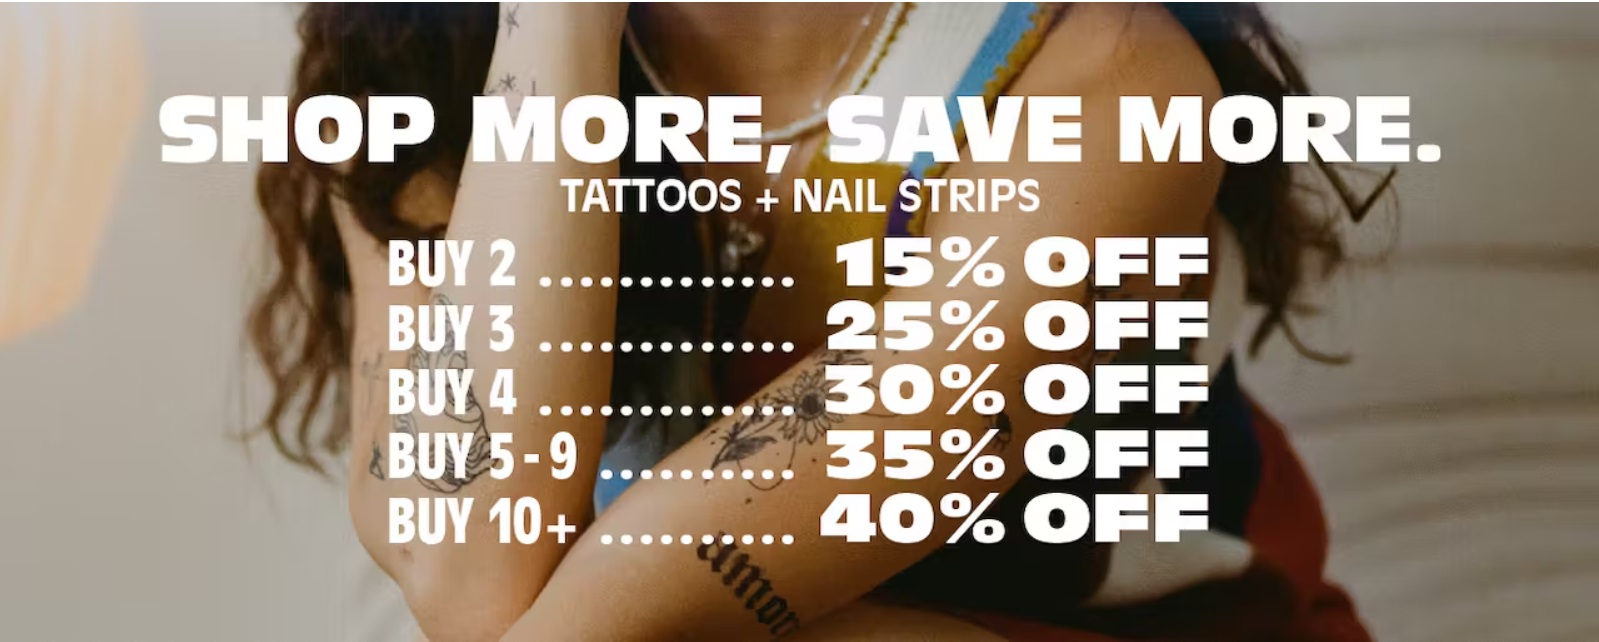 SHOP MORE, SAVE MORE.
TATTOOS + NAIL STRIPS
BUY 2 ............. 15% OFF
BUY 3 ............. 25% OFF
BUY 4 ............. 30% OFF
BUY 5-9 .......... 35% OFF
BUY 10+ .......... 40% OFF
amor